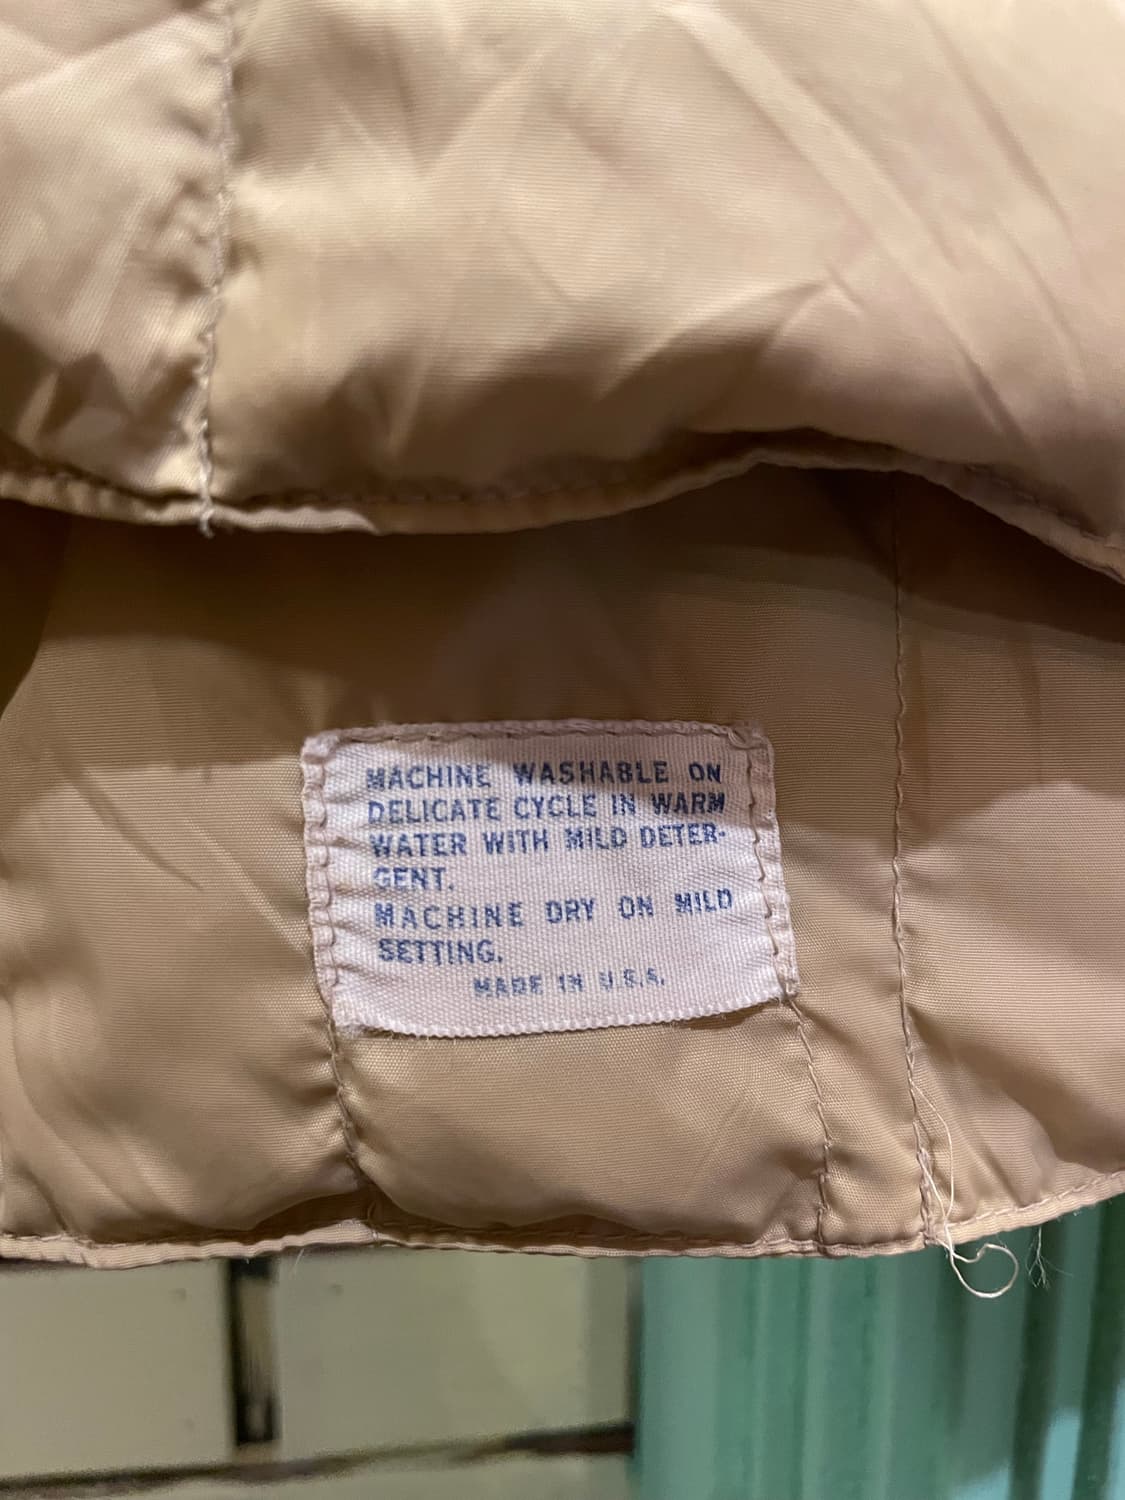 MACHINE WASHABLE ON
DELICATE CYCLE IN WARM
WATER WITH MILD DETER-
GENT.
MACHINE DRY ON MILD
SETTING.
MADE IN U.S.A.